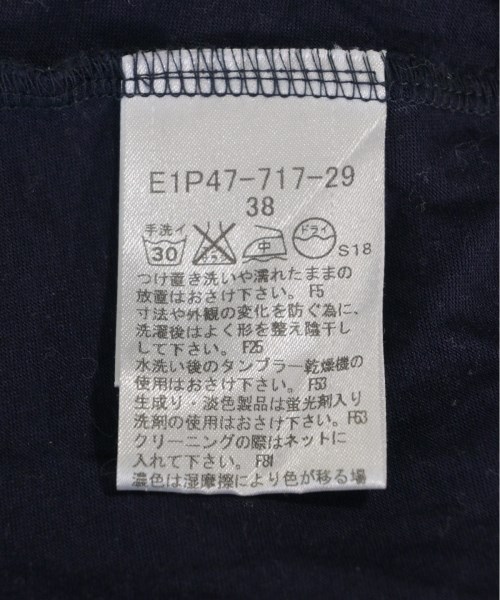 E1P47-717-29
38
手洗イ
30 エンソサラシ 中 ドライ S18
つけ置き洗いや濡れたままの
放置はおさけ下さい。F5
寸法や外観の変化を防ぐ為に、
洗濯後はよく形を整え陰干し
して下さい。F25
水洗い後のタンブラー乾燥機の
使用はおさけ下さい。F53
生成り・淡色製品は蛍光剤入り
洗剤の使用はおさけ下さい。F63
クリーニングの際はネットに
入れて下さい。F81
濃色は湿摩擦により色が移る場